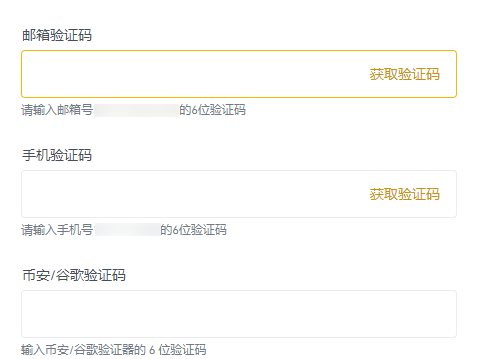 邮箱验证码
获取验证码
请输入邮箱号 的6位验证码
手机验证码
获取验证码
请输入手机号 的6位验证码
币安/谷歌验证码
输入币安/谷歌验证器的 6 位验证码